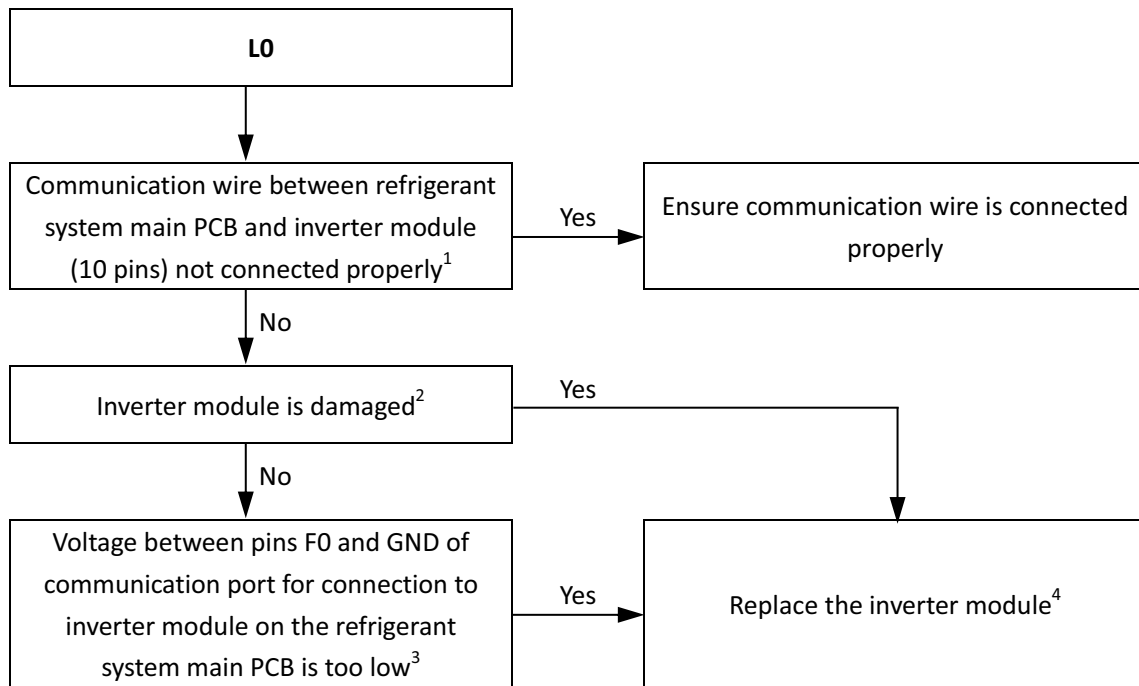 L0
Communication wire between refrigerant
system main PCB and inverter module
(10 pins) not connected properly¹
Yes
Ensure communication wire is connected
properly
No
Inverter module is damaged²
Yes
No
Voltage between pins F0 and GND of
communication port for connection to
inverter module on the refrigerant
system main PCB is too low³
Yes
Replace the inverter module⁴